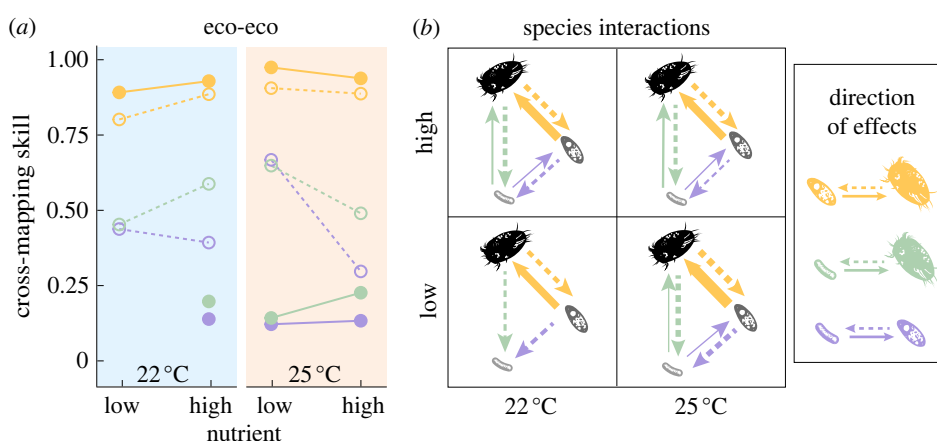 (a) eco-eco
cross-mapping skill
1.00
0.75
0.50
0.25
0
22 °C 25 °C
low high low high
nutrient
(b) species interactions
high
low
22 °C 25 °C
direction
of effects